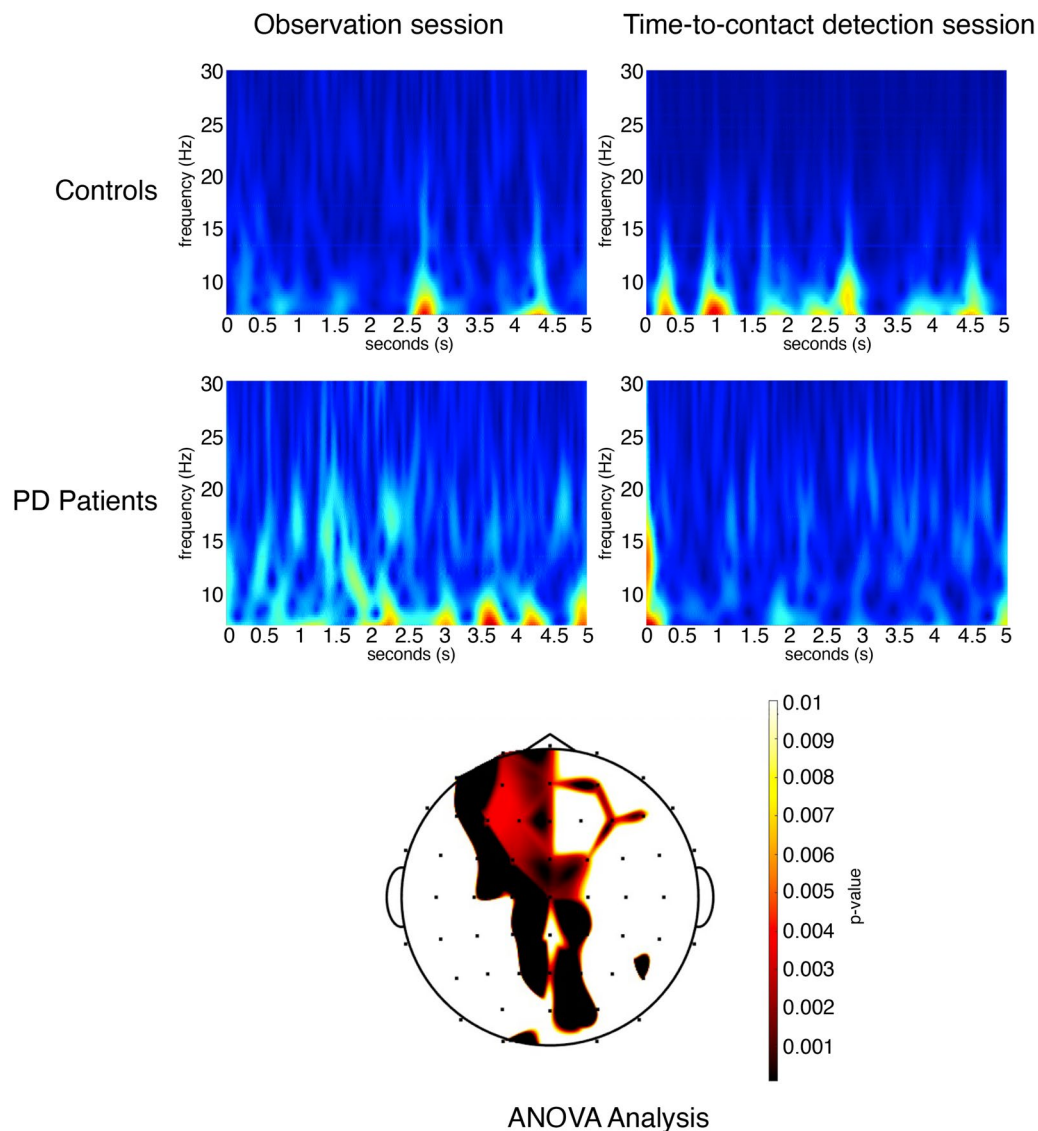 Observation session
Time-to-contact detection session
Controls
frequency (Hz)
30
25
20
15
10
0 0.5 1 1.5 2 2.5 3 3.5 4 4.5 5
seconds (s)
frequency (Hz)
30
25
20
15
10
0 0.5 1 1.5 2 2.5 3 3.5 4 4.5 5
seconds (s)
PD Patients
frequency (Hz)
30
25
20
15
10
0 0.5 1 1.5 2 2.5 3 3.5 4 4.5 5
seconds (s)
frequency (Hz)
30
25
20
15
10
0 0.5 1 1.5 2 2.5 3 3.5 4 4.5 5
seconds (s)
0.01
0.009
0.008
0.007
0.006
0.005
0.004
0.003
0.002
0.001
p-value
ANOVA Analysis